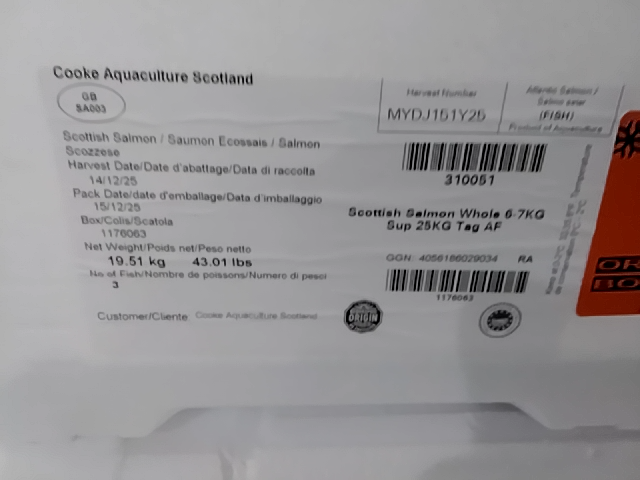 Cooke Aquaculture Scotland
GB
SA003
Scottish Salmon / Saumon Ecossais / Salmon
Scozzese
Harvest Date/Date d'abattage/Data di raccolta
14/12/25
Pack Date/date d'emballage/Data d'imballaggio
15/12/25
Box/Colis/Scatola
1176063
Net Weight/Poids net/Peso netto
19.51 kg 43.01 lbs
No of Fish/Nombre de poissons/Numero di pesci
3
Customer/Cliente Cooke Aquaculture Scotland
Harvest Number
MYDJ151Y25
Atlantic Salmon /
Salmo salar
(FISH)
Product of Aquaculture
310051
Scottish Salmon Whole 6-7KG
Sup 25KG Tag AF
GGN: 4056186029034 RA
1176063
ORIGIN